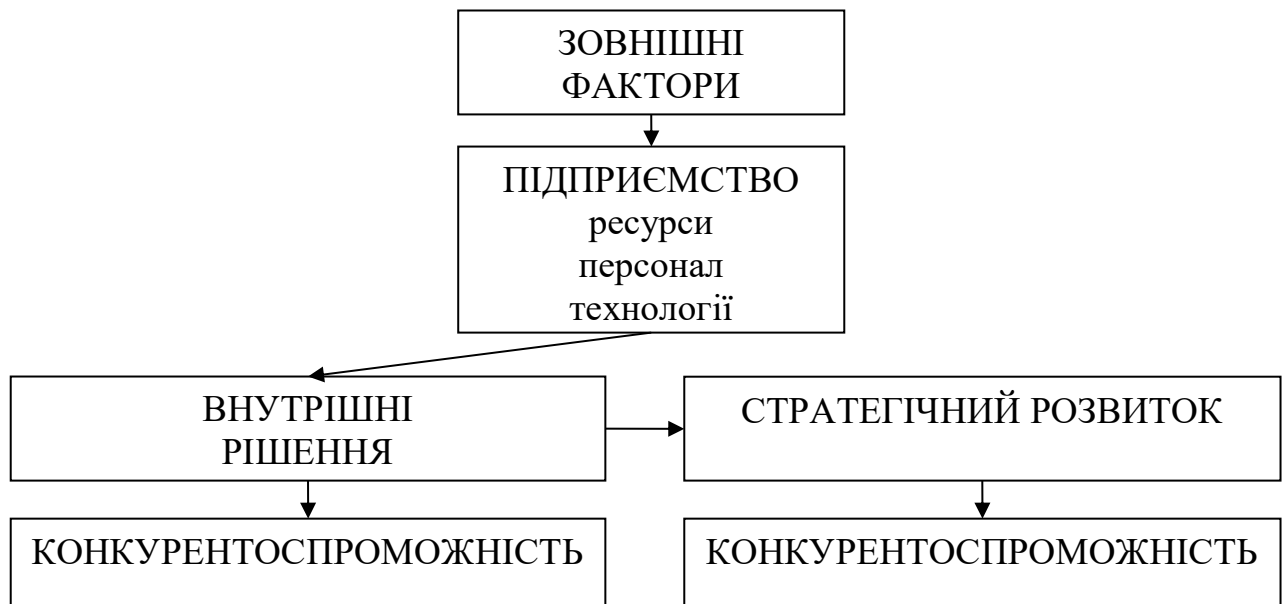 ЗОВНІШНІ
ФАКТОРИ
ПІДПРИЄМСТВО
ресурси
персонал
технології
ВНУТРІШНІ
РІШЕННЯ
СТРАТЕГІЧНИЙ РОЗВИТОК
КОНКУРЕНТОСПРОМОЖНІСТЬ
КОНКУРЕНТОСПРОМОЖНІСТЬ